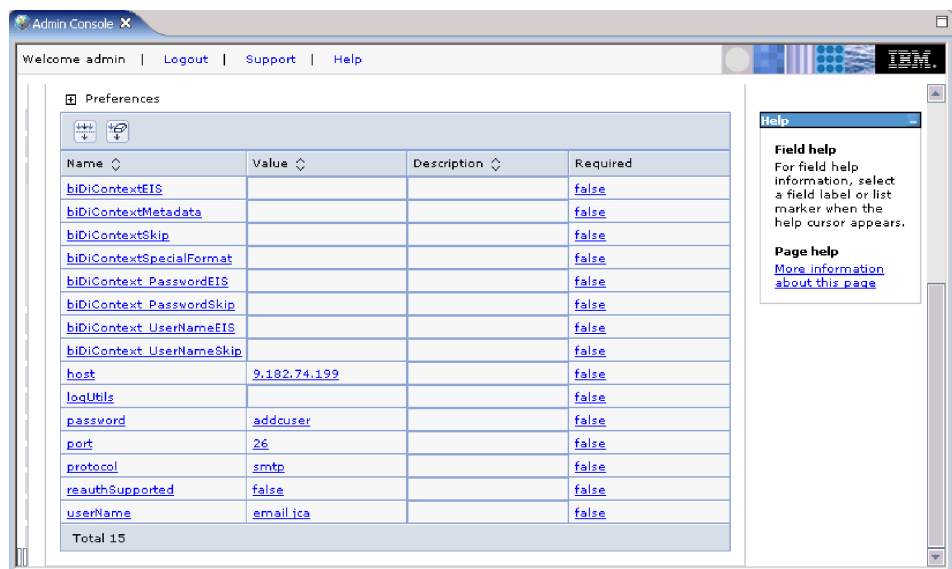 Admin Console
Welcome admin | Logout | Support | Help
IBM.
Preferences
Name Value Description Required
biDiContextEIS false
biDiContextMetadata false
biDiContextSkip false
biDiContextSpecialFormat false
biDiContext_PasswordEIS false
biDiContext_PasswordSkip false
biDiContext_UserNameEIS false
biDiContext_UserNameSkip false
host 9.182.74.199 false
logUtils false
password addcuser false
port 26 false
protocol smtp false
reauthSupported false false
userName email jca false
Total 15
Help
Field help
For field help
information, select
a field label or list
marker when the
help cursor appears.
Page help
More information
about this page